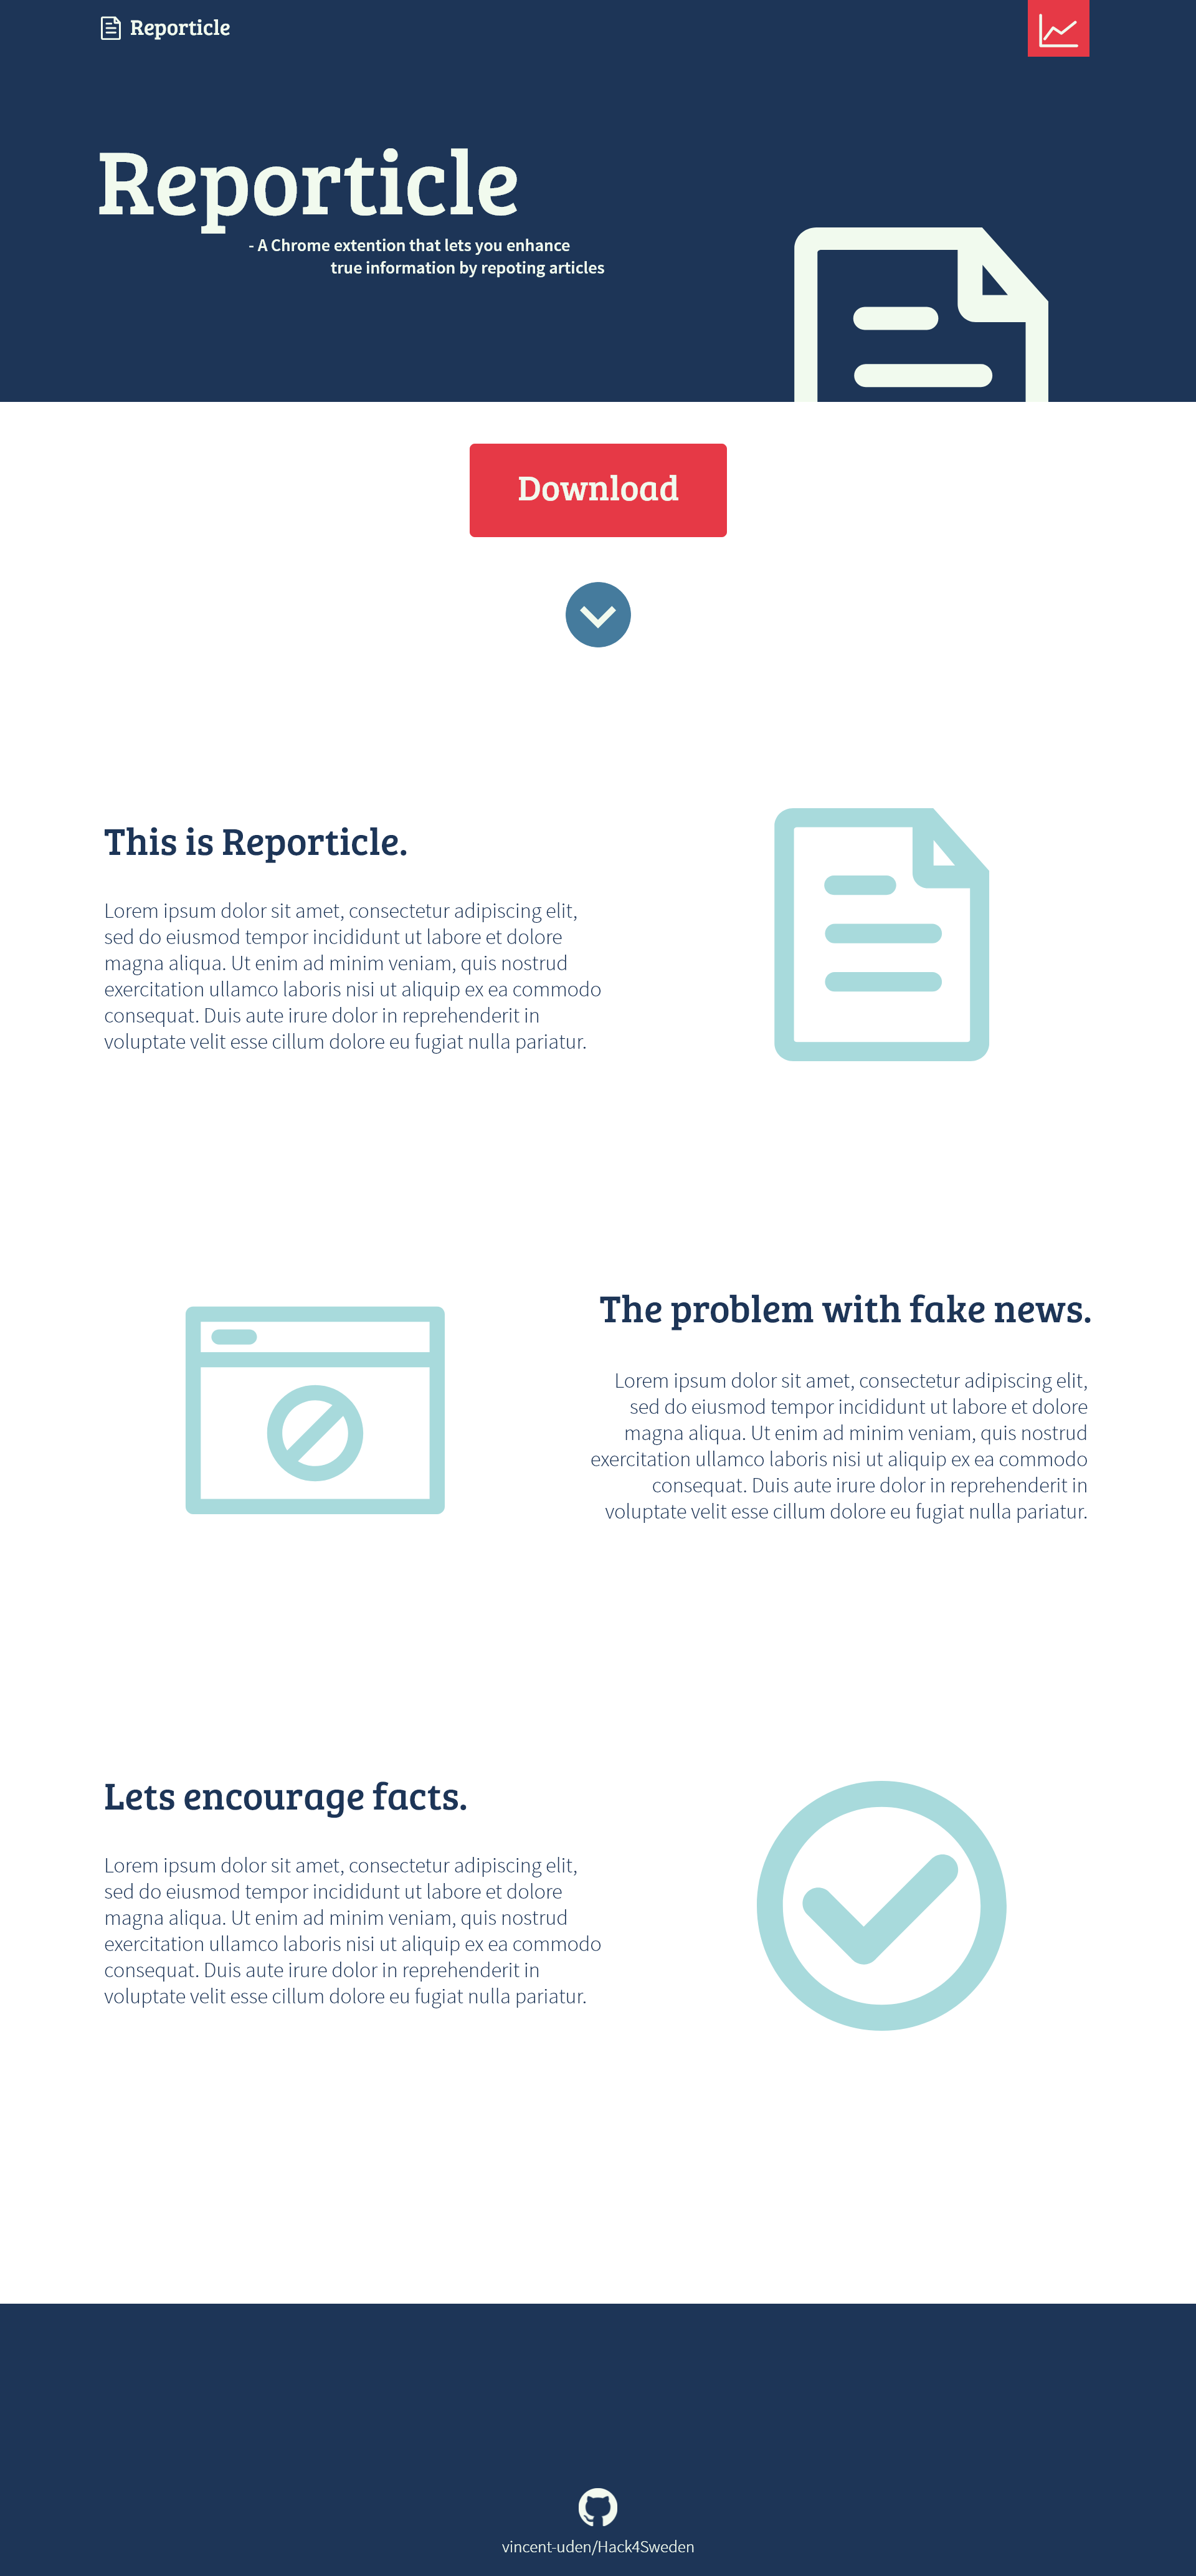 Reporticle
Reporticle
- A Chrome extention that lets you enhance
true information by repoting articles
Download
This is Reporticle.
Lorem ipsum dolor sit amet, consectetur adipiscing elit,
sed do eiusmod tempor incididunt ut labore et dolore
magna aliqua. Ut enim ad minim veniam, quis nostrud
exercitation ullamco laboris nisi ut aliquip ex ea commodo
consequat. Duis aute irure dolor in reprehenderit in
voluptate velit esse cillum dolore eu fugiat nulla pariatur.
The problem with fake news.
Lorem ipsum dolor sit amet, consectetur adipiscing elit,
sed do eiusmod tempor incididunt ut labore et dolore
magna aliqua. Ut enim ad minim veniam, quis nostrud
exercitation ullamco laboris nisi ut aliquip ex ea commodo
consequat. Duis aute irure dolor in reprehenderit in
voluptate velit esse cillum dolore eu fugiat nulla pariatur.
Lets encourage facts.
Lorem ipsum dolor sit amet, consectetur adipiscing elit,
sed do eiusmod tempor incididunt ut labore et dolore
magna aliqua. Ut enim ad minim veniam, quis nostrud
exercitation ullamco laboris nisi ut aliquip ex ea commodo
consequat. Duis aute irure dolor in reprehenderit in
voluptate velit esse cillum dolore eu fugiat nulla pariatur.
vincent-uden/Hack4Sweden